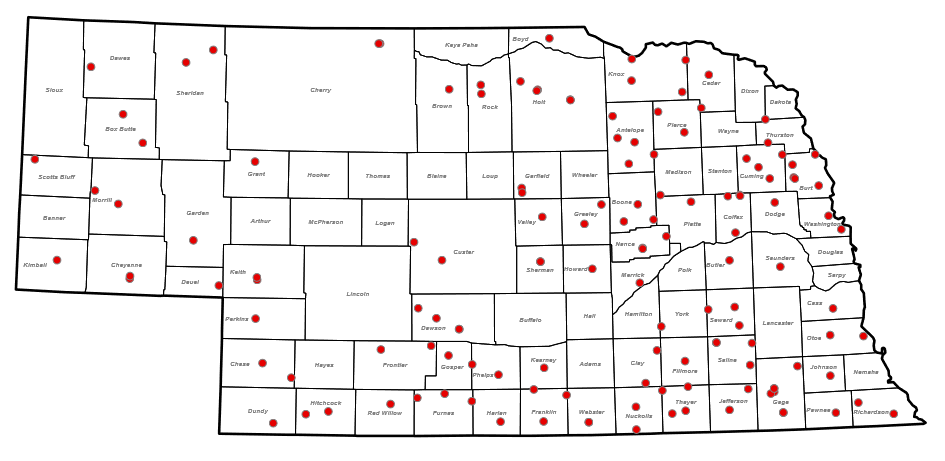 Boyd
Keya Paha
Dawes
Knox
Cedar
Sioux
Cherry
Sheridan
Dixon
Brown
Rock
Holt
Dakota
Pierce
Box Butte
Antelope
Wayne
Thurston
Madison
Stanton
Grant
Hooker
Thomas
Blaine
Loup
Garfield
Wheeler
Cuming
Scotts Bluff
Burt
Morrill
Boone
Garden
Greeley
Platte
Colfax
Dodge
Banner
Arthur
McPherson
Logan
Valley
Washington
Nance
Custer
Douglas
Saunders
Kimball
Cheyenne
Butler
Keith
Sherman
Howard
Polk
Merrick
Sarpy
Deuel
Lincoln
Cass
Perkins
Buffalo
Hall
Hamilton
York
Seward
Lancaster
Dawson
Otoe
Chase
Hayes
Frontier
Gosper
Phelps
Kearney
Adams
Clay
Fillmore
Saline
Johnson
Nemaha
Hitchcock
Thayer
Jefferson
Gage
Dundy
Red Willow
Furnas
Harlan
Franklin
Webster
Nuckolls
Pawnee
Richardson